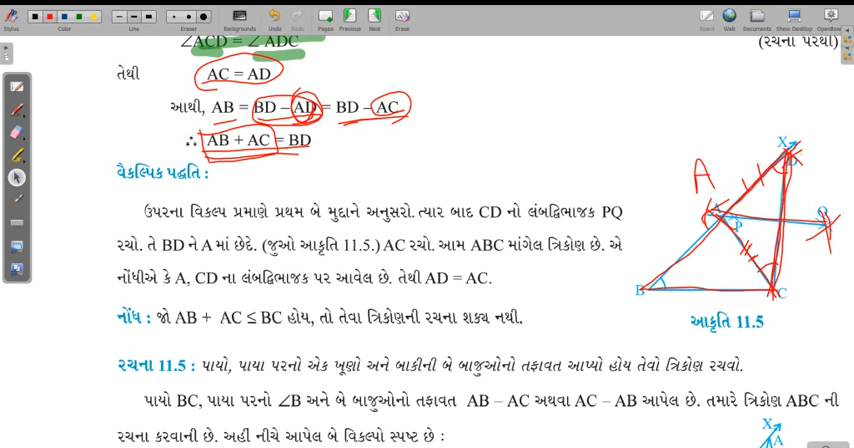 Stylus
Color
Line
Eraser
Backgrounds
Undo
Pages
Previous
Next
Erase
Board
Web
Documents
Show Desktop
OpenBoard
∠ACD = ∠ADC
(રચના પરથી)
તેથી AC = AD
આથી, AB = BD – AD = BD – AC
∴ AB + AC = BD
વૈકલ્પિક પદ્ધતિ :
ઉપરના વિકલ્પ પ્રમાણે પ્રથમ બે મુદ્દાને અનુસરો. ત્યાર બાદ CD નો લંબદ્વિભાજક PQ
રચો. તે BD ને A માં છેદે. (જુઓ આકૃતિ 11.5.) AC રચો. આમ ABC માંગેલ ત્રિકોણ છે. એ
નોંધીએ કે A, CD ના લંબદ્વિભાજક પર આવેલ છે. તેથી AD = AC.
નોંધ : જો AB + AC ≤ BC હોય, તો તેવા ત્રિકોણની રચના શક્ય નથી.
X
D
A
A
P
Q
B
C
આકૃતિ 11.5
રચના 11.5 : પાયો, પાયા પરનો એક ખૂણો અને બાકીની બે બાજુઓનો તફાવત આપ્યો હોય તેવો ત્રિકોણ રચવો.
પાયો BC, પાયા પરનો ∠B અને બે બાજુઓનો તફાવત AB – AC અથવા AC – AB આપેલ છે. તમારે ત્રિકોણ ABC ની
રચના કરવાની છે. અહીં નીચે આપેલ બે વિકલ્પો સ્પષ્ટ છે :
X
A